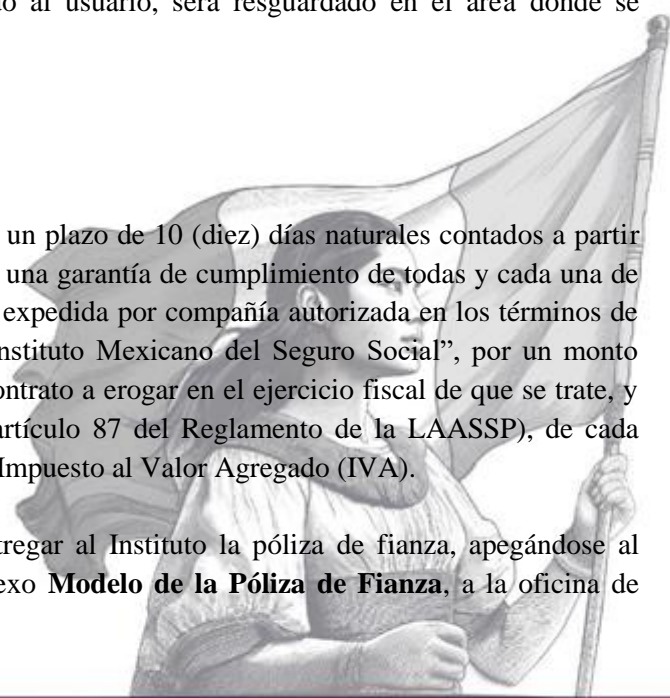 to al usuario, será resguardado en el área donde se
un plazo de 10 (diez) días naturales contados a partir
una garantía de cumplimiento de todas y cada una de
expedida por compañía autorizada en los términos de
nstituto Mexicano del Seguro Social”, por un monto
ontrato a erogar en el ejercicio fiscal de que se trate, y
artículo 87 del Reglamento de la LAASSP), de cada
Impuesto al Valor Agregado (IVA).
tregar al Instituto la póliza de fianza, apegándose al
exo Modelo de la Póliza de Fianza, a la oficina de